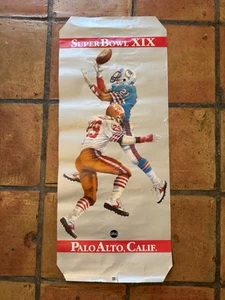 SUPER BOWL XIX
PALO ALTO, CALIF.